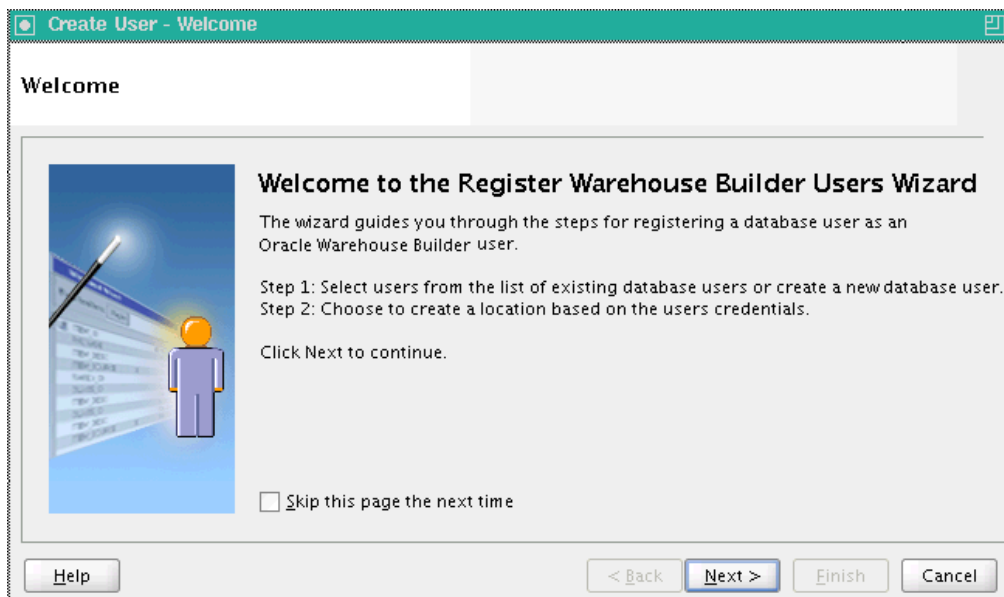 Create User - Welcome
Welcome
Welcome to the Register Warehouse Builder Users Wizard
The wizard guides you through the steps for registering a database user as an
Oracle Warehouse Builder user.
Step 1: Select users from the list of existing database users or create a new database user.
Step 2: Choose to create a location based on the users credentials.
Click Next to continue.
Skip this page the next time
Help
< Back
Next >
Finish
Cancel